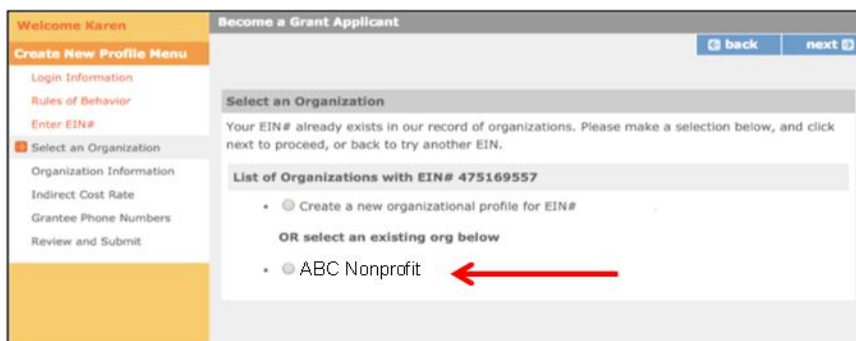 Welcome Karen
Create New Profile Menu
Login Information
Rules of Behavior
Enter EIN#
Select an Organization
Organization Information
Indirect Cost Rate
Grantee Phone Numbers
Review and Submit
Become a Grant Applicant
back
next
Select an Organization
Your EIN# already exists in our record of organizations. Please make a selection below, and click
next to proceed, or back to try another EIN.
List of Organizations with EIN# 475169557
Create a new organizational profile for EIN#
OR select an existing org below
ABC Nonprofit